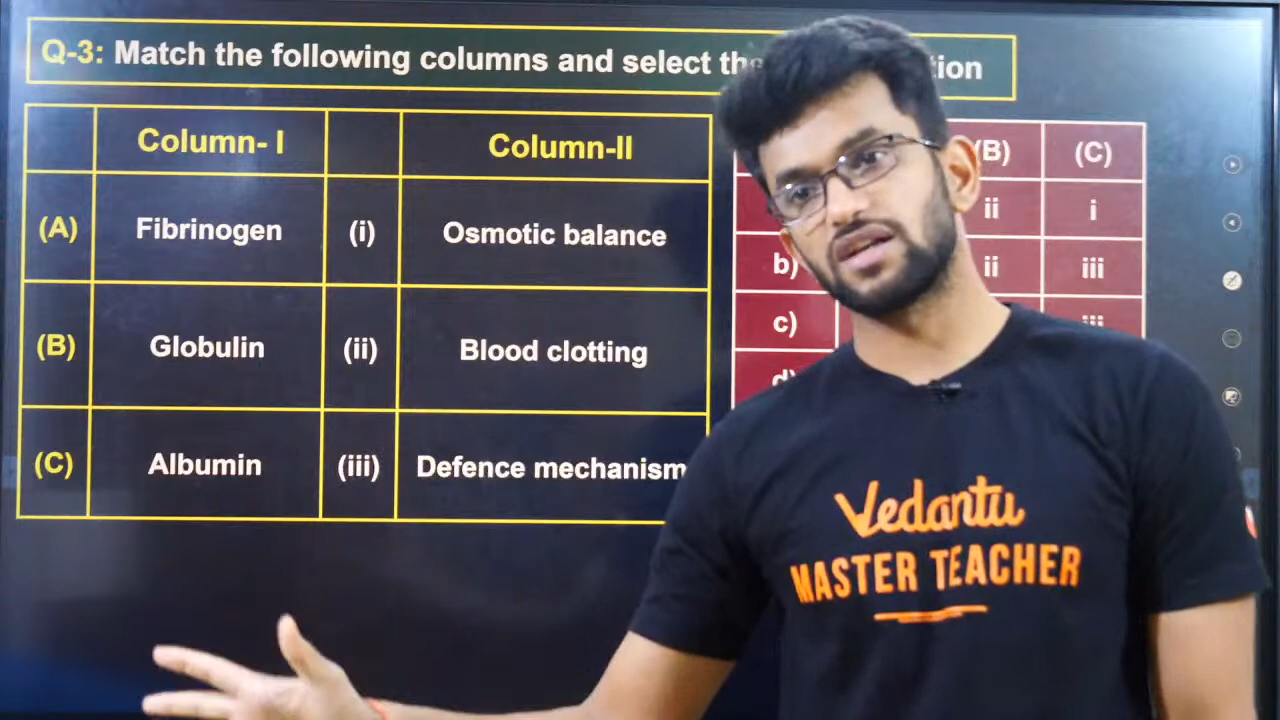 Q-3: Match the following columns and select the
Column- I Column-II
(A) Fibrinogen (i) Osmotic balance
(B) Globulin (ii) Blood clotting
(C) Albumin (iii) Defence mechanism
(B) (C)
ii i
b) ii iii
c) iii
d)
Vedantu
MASTER TEACHER